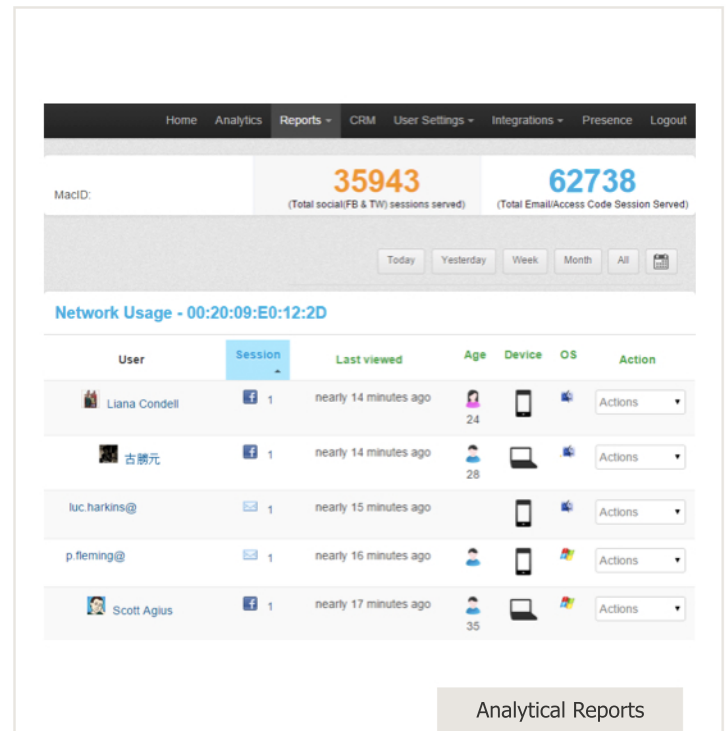 Home Analytics Reports CRM User Settings Integrations Presence Logout
MacID:
35943
(Total social(FB & TW) sessions served)
62738
(Total Email/Access Code Session Served)
Today Yesterday Week Month All
Network Usage - 00:20:09:E0:12:2D
User Session Last viewed Age Device OS Action
Liana Condell 1 nearly 14 minutes ago 24 Actions
古勝元 1 nearly 14 minutes ago 28 Actions
luc.harkins@ 1 nearly 15 minutes ago Actions
p.fleming@ 1 nearly 16 minutes ago Actions
Scott Agius 1 nearly 17 minutes ago 35 Actions
Analytical Reports